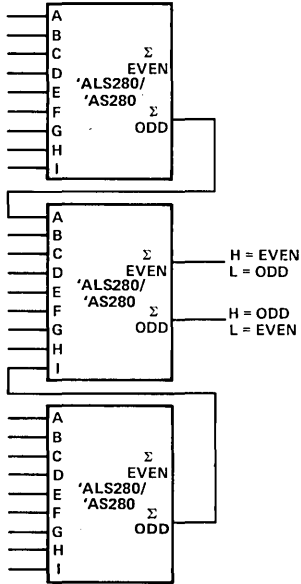 A
B
C
D
E
F
G
H
I
Σ
EVEN
'ALS280/
'AS280
Σ
ODD
A
B
C
D
E
F
G
H
I
Σ
EVEN
'ALS280/
'AS280
Σ
ODD
H = EVEN
L = ODD
H = ODD
L = EVEN
A
B
C
D
E
F
G
H
I
Σ
EVEN
'ALS280/
'AS280
Σ
ODD